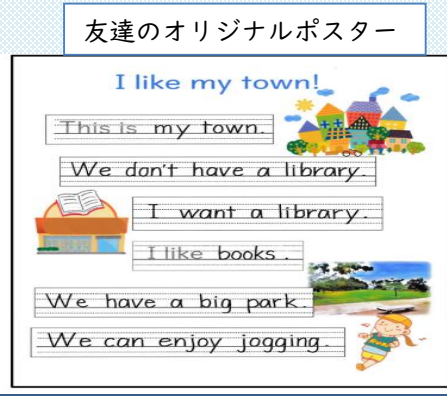 友達のオリジナルポスター
I like my town!
This is my town.
We don't have a library.
I want a library.
I like books .
We have a big park.
We can enjoy jogging.